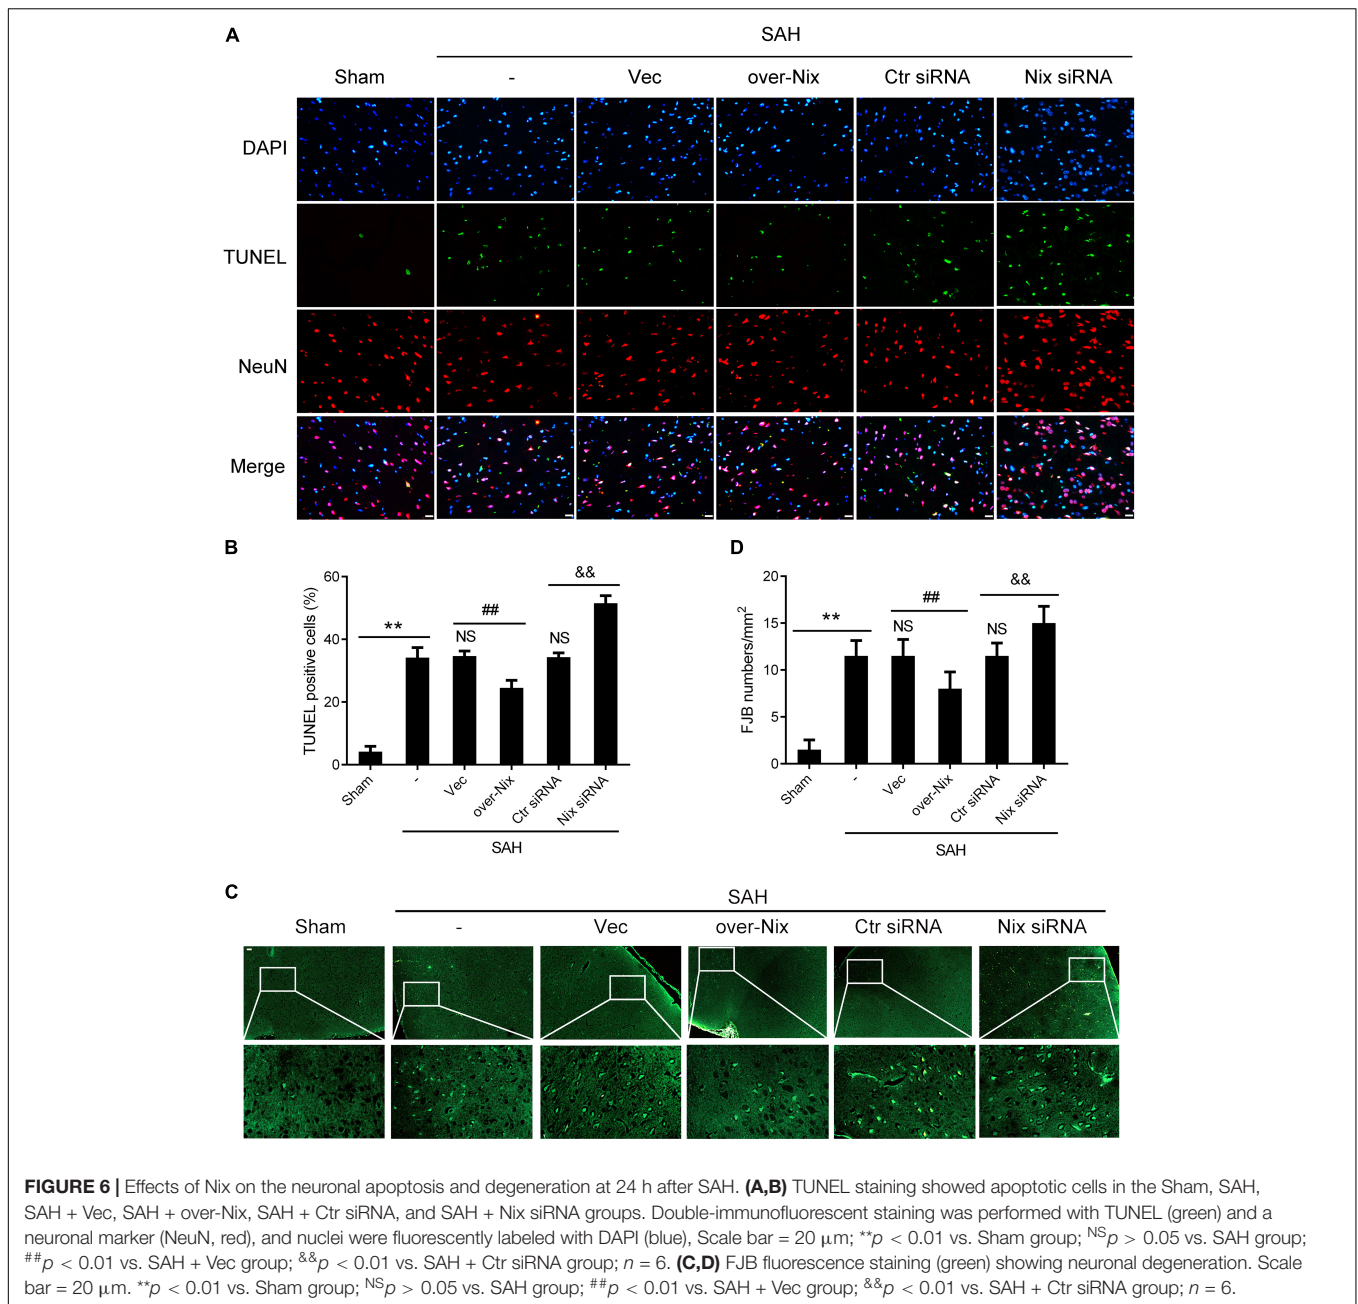 A
SAH
Sham - Vec over-Nix Ctr siRNA Nix siRNA
DAPI
TUNEL
NeuN
Merge
B
TUNEL positive cells (%)
60
40
20
0
**
NS
##
NS
&&
Sham - Vec over-Nix Ctr siRNA Nix siRNA
SAH
D
FJB numbers/mm²
20
15
10
5
0
**
NS
##
NS
&&
Sham - Vec over-Nix Ctr siRNA Nix siRNA
SAH
C
SAH
Sham - Vec over-Nix Ctr siRNA Nix siRNA
FIGURE 6 | Effects of Nix on the neuronal apoptosis and degeneration at 24 h after SAH. (A,B) TUNEL staining showed apoptotic cells in the Sham, SAH,
SAH + Vec, SAH + over-Nix, SAH + Ctr siRNA, and SAH + Nix siRNA groups. Double-immunofluorescent staining was performed with TUNEL (green) and a
neuronal marker (NeuN, red), and nuclei were fluorescently labeled with DAPI (blue), Scale bar = 20 μm; **p < 0.01 vs. Sham group; NSp > 0.05 vs. SAH group;
##p < 0.01 vs. SAH + Vec group; &&p < 0.01 vs. SAH + Ctr siRNA group; n = 6. (C,D) FJB fluorescence staining (green) showing neuronal degeneration. Scale
bar = 20 μm. **p < 0.01 vs. Sham group; NSp > 0.05 vs. SAH group; ##p < 0.01 vs. SAH + Vec group; &&p < 0.01 vs. SAH + Ctr siRNA group; n = 6.